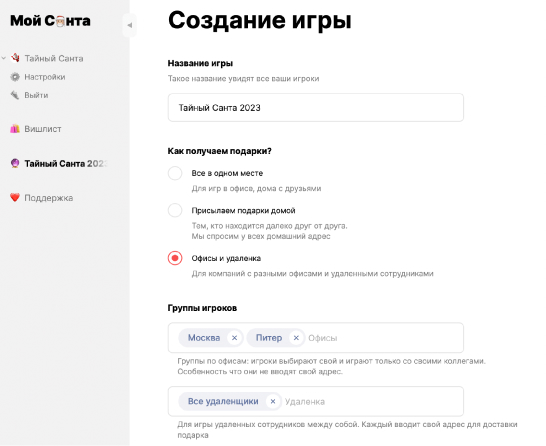 Мой Санта
Тайный Санта
Настройки
Выйти
Вишлист
Тайный Санта 202
Поддержка
Создание игры
Название игры
Такое название увидят все ваши игроки
Тайный Санта 2023
Как получаем подарки?
Все в одном месте
Для игр в офисе, дома с друзьями
Присылаем подарки домой
Том, кто находится далеко друг от друга.
Мы спросим у всех домашний адрес
Офисы и удаленка
Для компаний с разными офисами и удаленными сотрудниками
Группы игроков
Москва × Питер × Офисы
Группы по офисам: игроки выбирают свой и играют только со своими коллегами.
Особенность что они не вводят свой адрес.
Все удаленщики × Удаленка
Для игры удаленных сотрудников между собой. Каждый вводит свой адрес для доставки
подарка